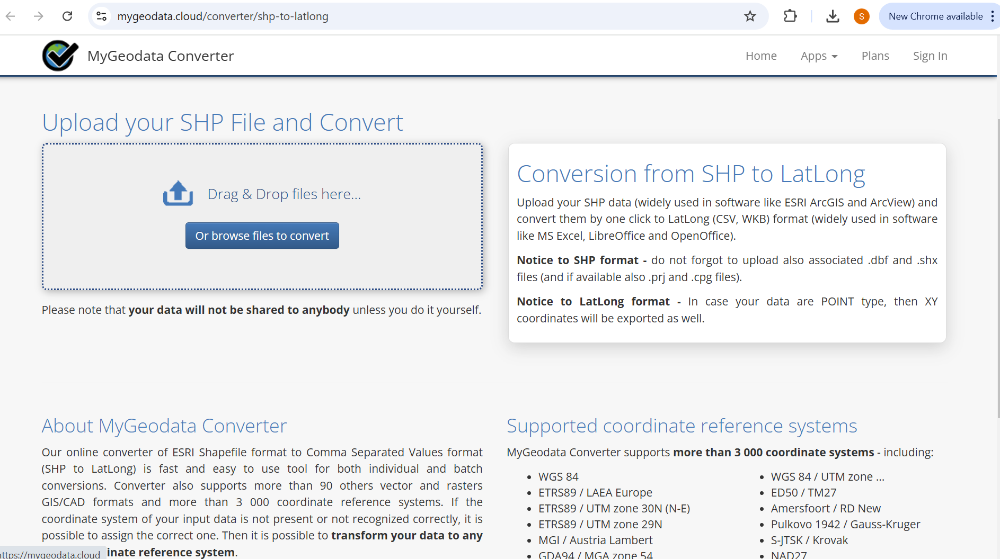 mygeodata.cloud/converter/shp-to-latlong
S
New Chrome available
MyGeodata Converter
Home
Apps
Plans
Sign In
Upload your SHP File and Convert
Drag & Drop files here...
Or browse files to convert
Please note that your data will not be shared to anybody unless you do it yourself.
Conversion from SHP to LatLong
Upload your SHP data (widely used in software like ESRI ArcGIS and ArcView) and
convert them by one click to LatLong (CSV, WKB) format (widely used in software
like MS Excel, LibreOffice and OpenOffice).
Notice to SHP format - do not forgot to upload also associated .dbf and .shx
files (and if available also .prj and .cpg files).
Notice to LatLong format - In case your data are POINT type, then XY
coordinates will be exported as well.
About MyGeodata Converter
Our online converter of ESRI Shapefile format to Comma Separated Values format
(SHP to LatLong) is fast and easy to use tool for both individual and batch
conversions. Converter also supports more than 90 others vector and rasters
GIS/CAD formats and more than 3 000 coordinate reference systems. If the
coordinate system of your input data is not present or not recognized correctly, it is
possible to assign the correct one. Then it is possible to transform your data to any
inate reference system.
ttps://mygeodata.cloud
Supported coordinate reference systems
MyGeodata Converter supports more than 3 000 coordinate systems - including:
WGS 84
ETRS89 / LAEA Europe
ETRS89 / UTM zone 30N (N-E)
ETRS89 / UTM zone 29N
MGI / Austria Lambert
GDA94 / MGA zone 54
WGS 84 / UTM zone ...
ED50 / TM27
Amersfoort / RD New
Pulkovo 1942 / Gauss-Kruger
S-JTSK / Krovak
NAD27